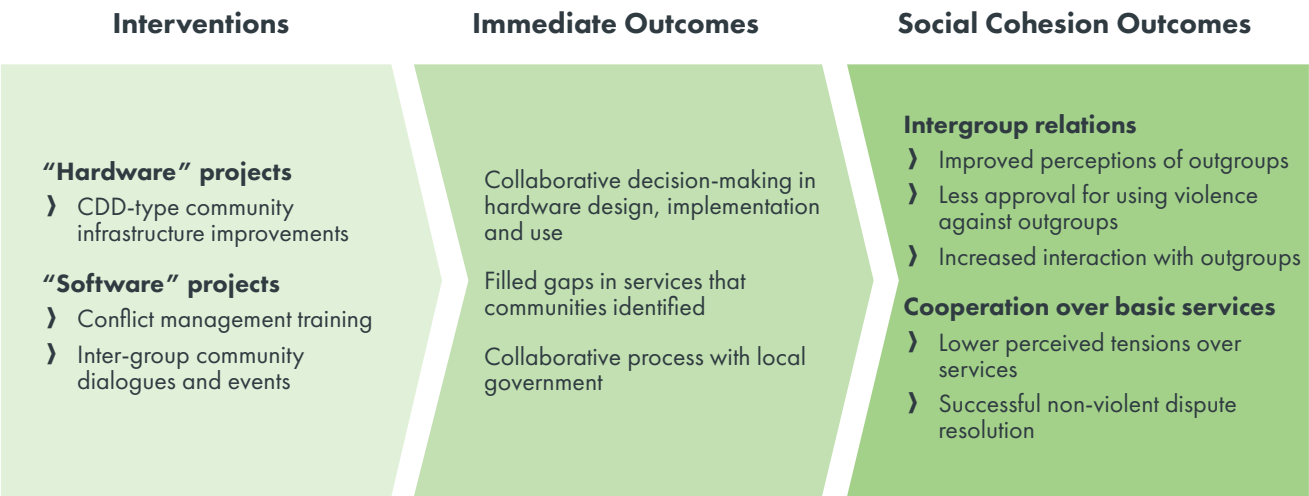 Interventions
“Hardware” projects
❱ CDD-type community
infrastructure improvements
“Software” projects
❱ Conflict management training
❱ Inter-group community
dialogues and events
Immediate Outcomes
Collaborative decision-making in
hardware design, implementation
and use
Filled gaps in services that
communities identified
Collaborative process with local
government
Social Cohesion Outcomes
Intergroup relations
❱ Improved perceptions of outgroups
❱ Less approval for using violence
against outgroups
❱ Increased interaction with outgroups
Cooperation over basic services
❱ Lower perceived tensions over
services
❱ Successful non-violent dispute
resolution